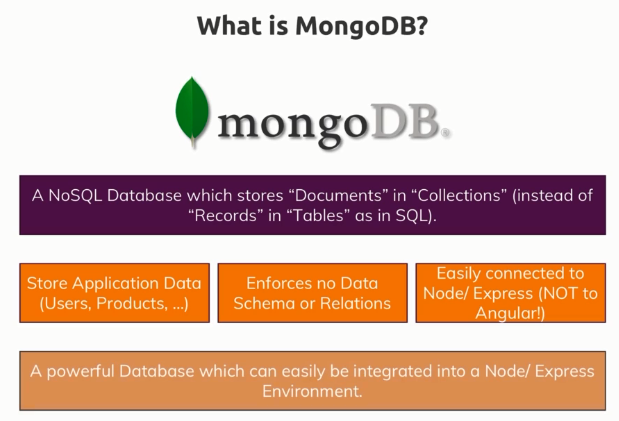 What is MongoDB?
mongoDB®
A NoSQL Database which stores “Documents” in “Collections” (instead of
“Records” in “Tables” as in SQL).
Store Application Data
(Users, Products, ...)
Enforces no Data
Schema or Relations
Easily connected to
Node/ Express (NOT to
Angular!)
A powerful Database which can easily be integrated into a Node/ Express
Environment.